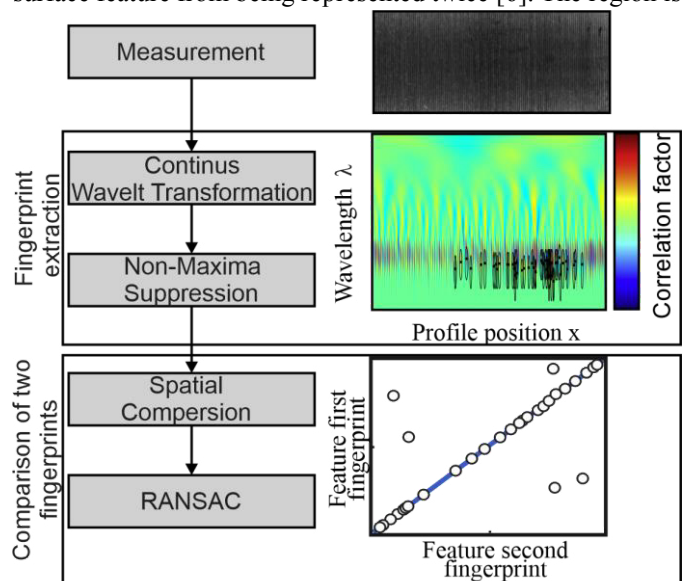 surface feature from being represented twice [6]. The region is
Measurement
Fingerprint
extraction
Continus
Wavelt Transformation
Non-Maxima
Suppression
Wavelength λ
Profile position x
Correlation factor
Comparison of two
fingerprints
Spatial
Compersion
RANSAC
Feature first
fingerprint
Feature second
fingerprint